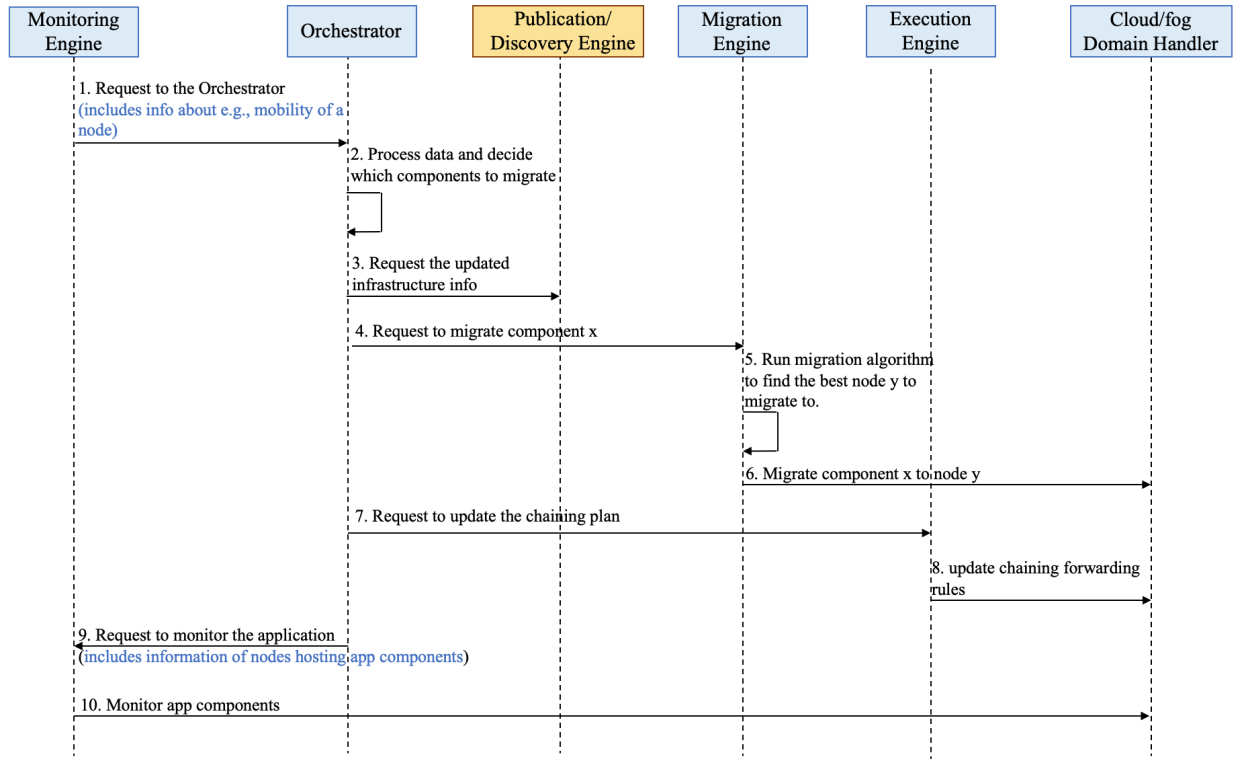 Monitoring
Engine
Orchestrator
Publication/
Discovery Engine
Migration
Engine
Execution
Engine
Cloud/fog
Domain Handler
1. Request to the Orchestrator
(includes info about e.g., mobility of a
node)
2. Process data and decide
which components to migrate
3. Request the updated
infrastructure info
4. Request to migrate component x
5. Run migration algorithm
to find the best node y to
migrate to.
6. Migrate component x to node y
7. Request to update the chaining plan
8. update chaining forwarding
rules
9. Request to monitor the application
(includes information of nodes hosting app components)
10. Monitor app components